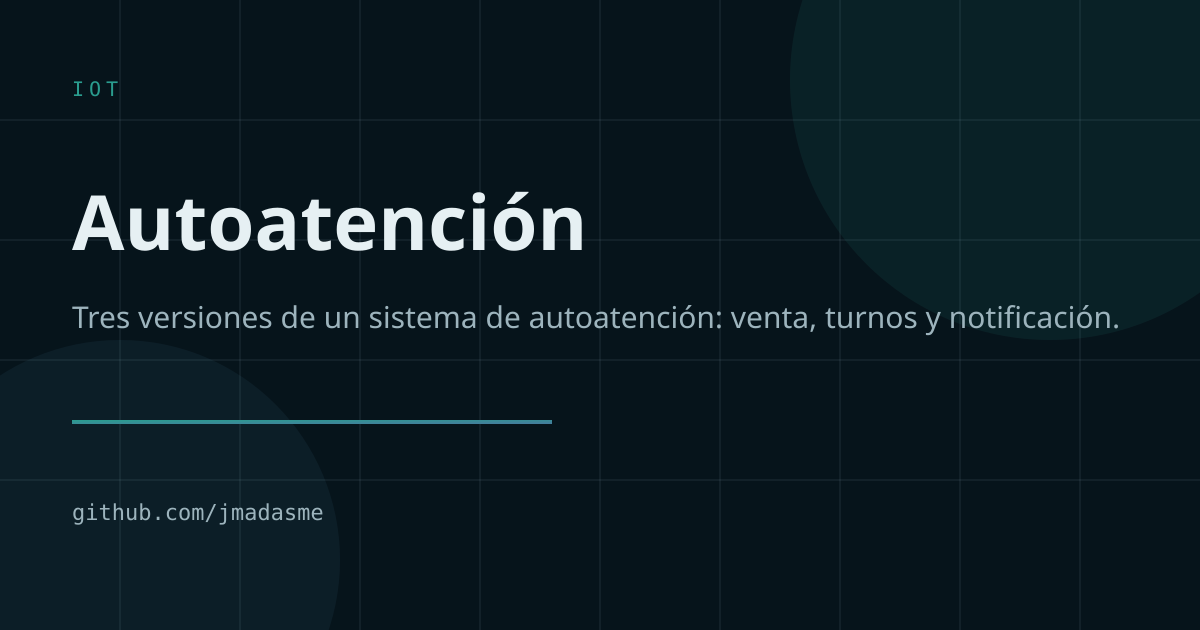 IOT
Autoatención
Tres versiones de un sistema de autoatención: venta, turnos y notificación.
github.com/jmadasme